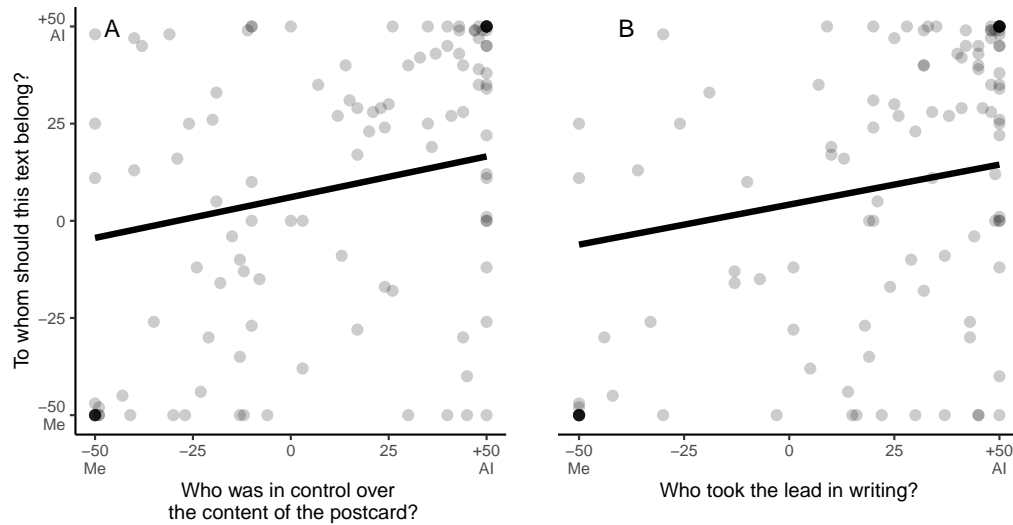 A
B
To whom should this text belong?
+50
AI
25
0
−25
−50
Me
−50
Me
−25
0
25
+50
AI
−50
Me
−25
0
25
+50
AI
Who was in control over
the content of the postcard?
Who took the lead in writing?